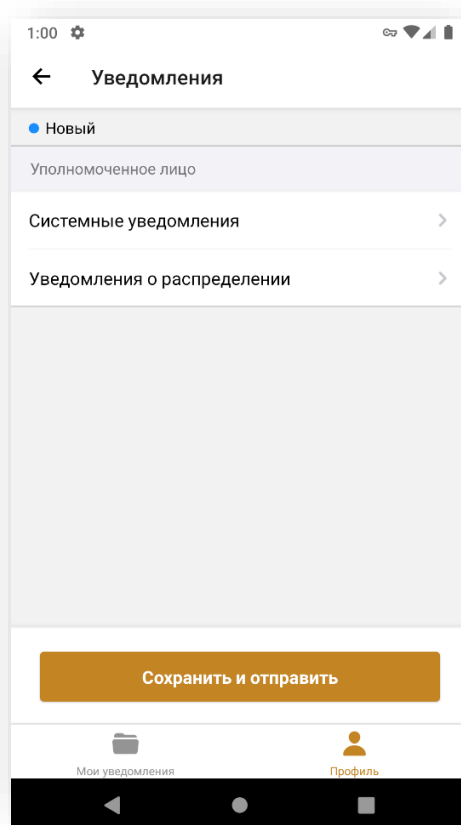 1:00
Уведомления
Новый
Уполномоченное лицо
Системные уведомления
Уведомления о распределении
Сохранить и отправить
Мои уведомления
Профиль